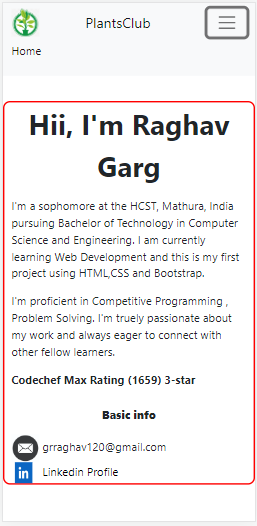 PlantsClub
Home
Hii, I'm Raghav
Garg
I'm a sophomore at the HCST, Mathura, India
pursuing Bachelor of Technology in Computer
Science and Engineering. I am currently
learning Web Development and this is my first
project using HTML,CSS and Bootstrap.
I'm proficient in Competitive Programming ,
Problem Solving. I'm truely passionate about
my work and always eager to connect with
other fellow learners.
Codechef Max Rating (1659) 3-star
Basic info
grraghav120@gmail.com
in Linkedin Profile